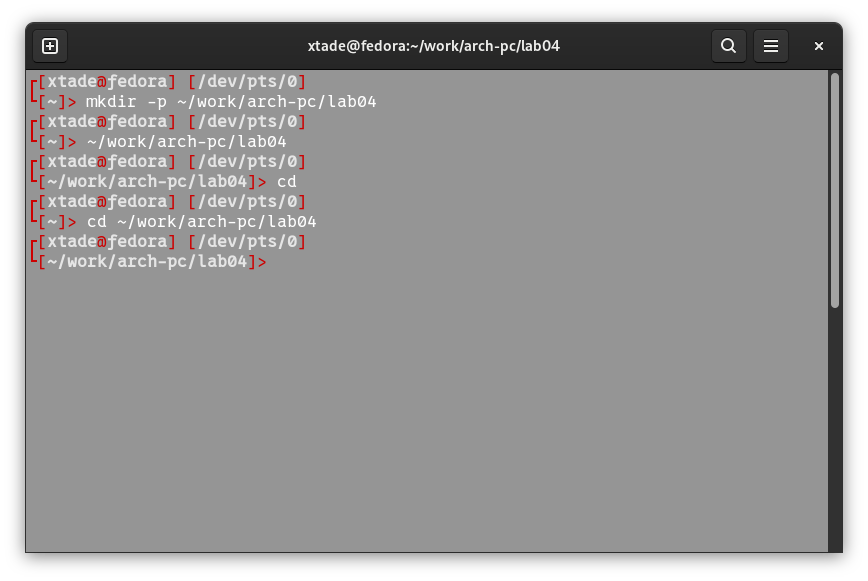 xtade@fedora:~/work/arch-pc/lab04
┌[xtade@fedora] [/dev/pts/0]
└[~]> mkdir -p ~/work/arch-pc/lab04
┌[xtade@fedora] [/dev/pts/0]
└[~]> ~/work/arch-pc/lab04
┌[xtade@fedora] [/dev/pts/0]
└[~/work/arch-pc/lab04]> cd
┌[xtade@fedora] [/dev/pts/0]
└[~]> cd ~/work/arch-pc/lab04
┌[xtade@fedora] [/dev/pts/0]
└[~/work/arch-pc/lab04]>